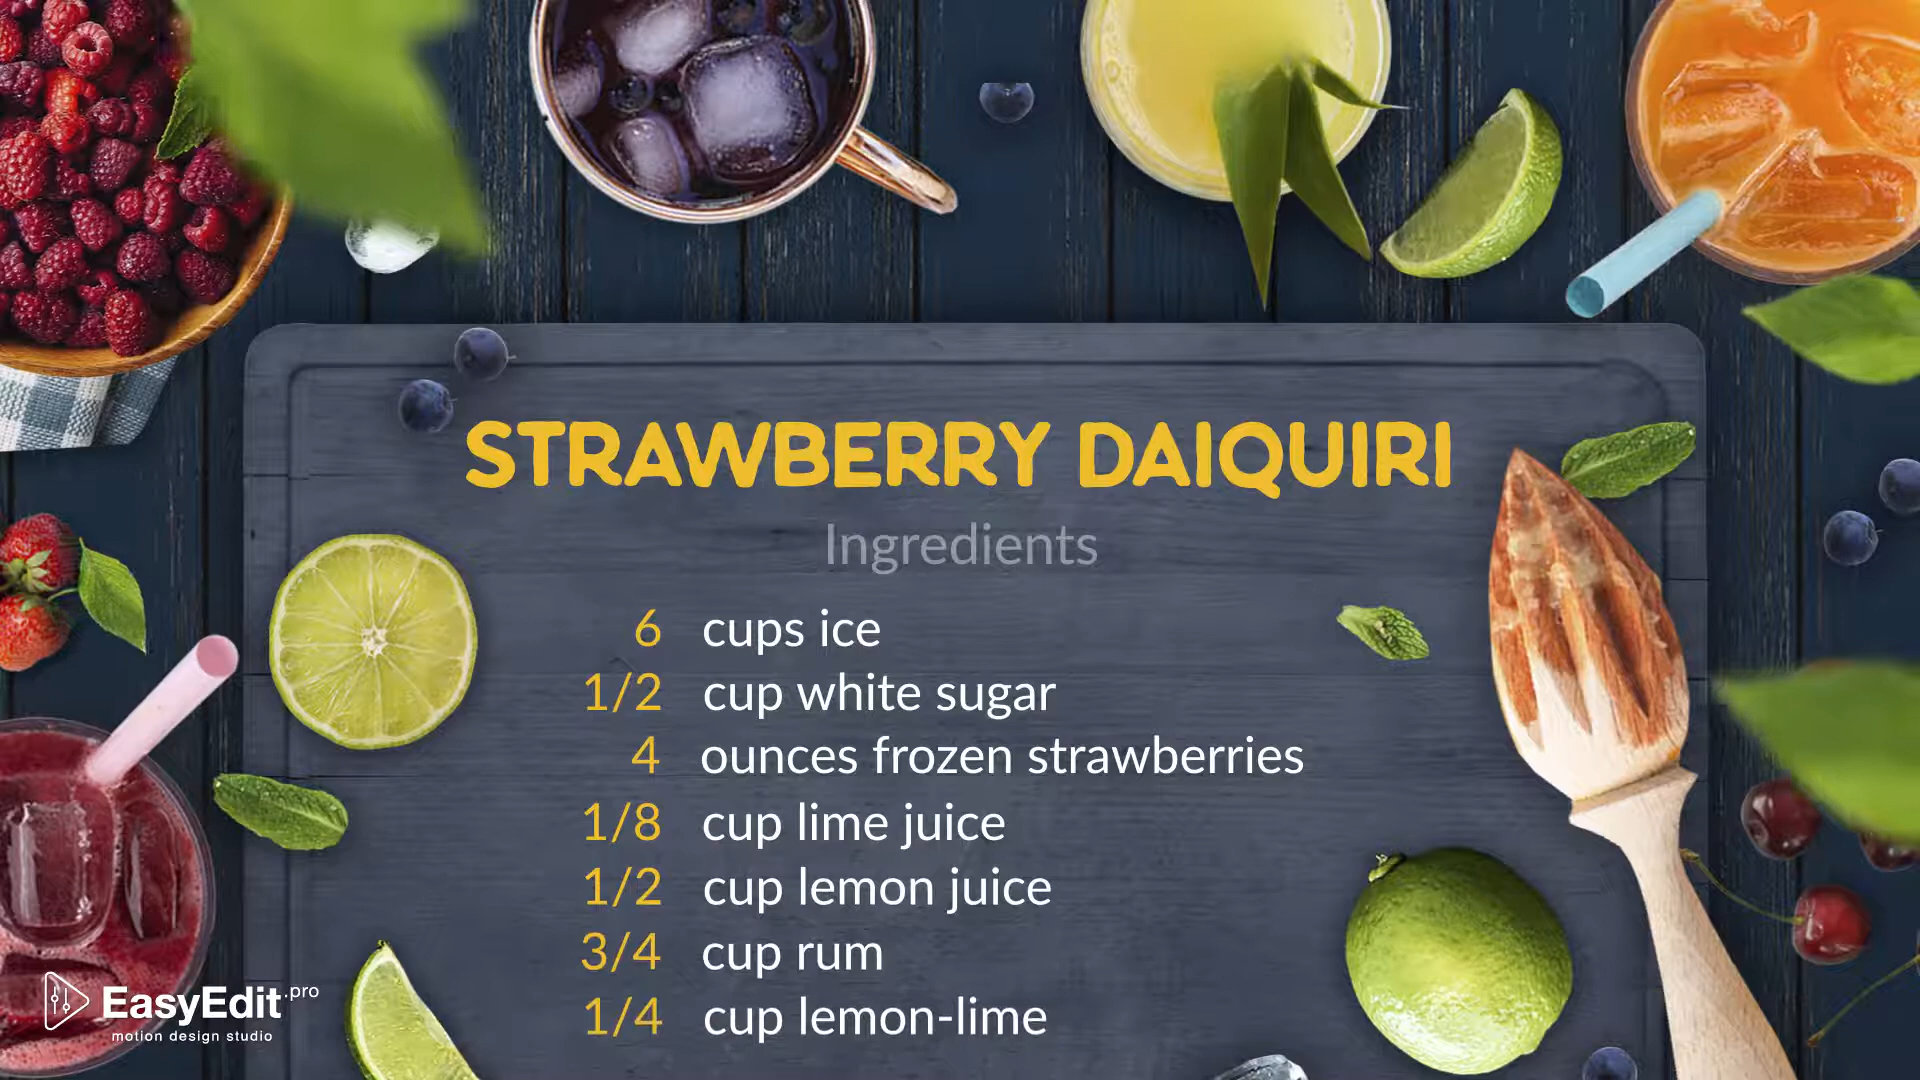 STRAWBERRY DAIQUIRI
Ingredients
6 cups ice
1/2 cup white sugar
4 ounces frozen strawberries
1/8 cup lime juice
1/2 cup lemon juice
3/4 cup rum
1/4 cup lemon-lime
EasyEdit.pro
motion design studio